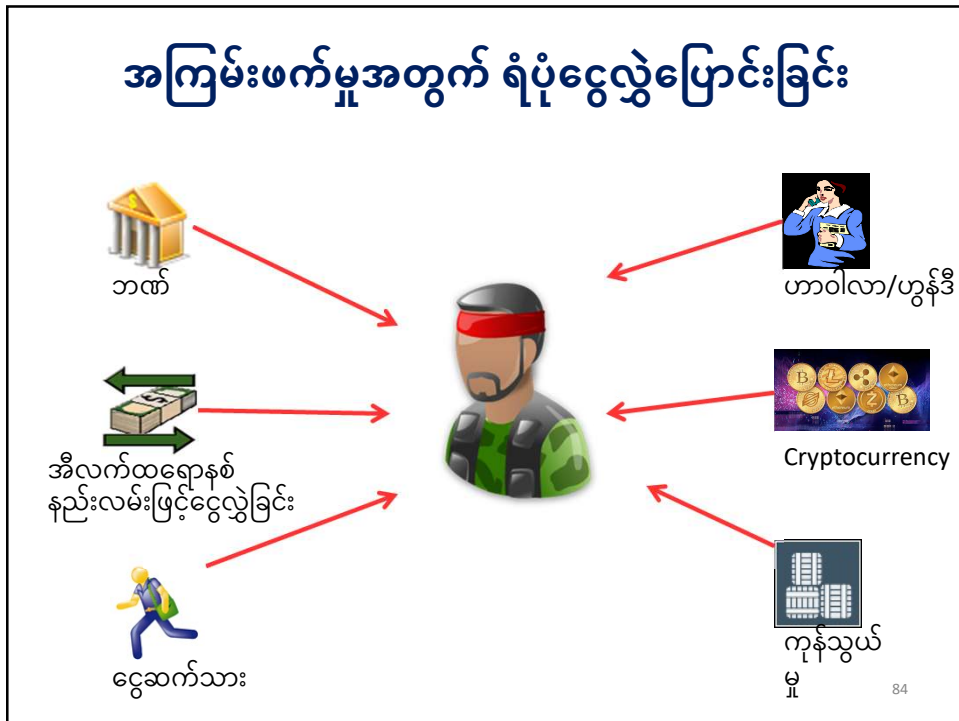 အကြမ်းဖက်မှုအတွက် ရံပုံငွေလွှဲပြောင်းခြင်း
ဘဏ်
ဟာဝါလာ/ဟွန်ဒီ
အီလက်ထရောနစ်
နည်းလမ်းဖြင့်ငွေလွှဲခြင်း
Cryptocurrency
ငွေဆက်သား
ကုန်သွယ်
မှု
84